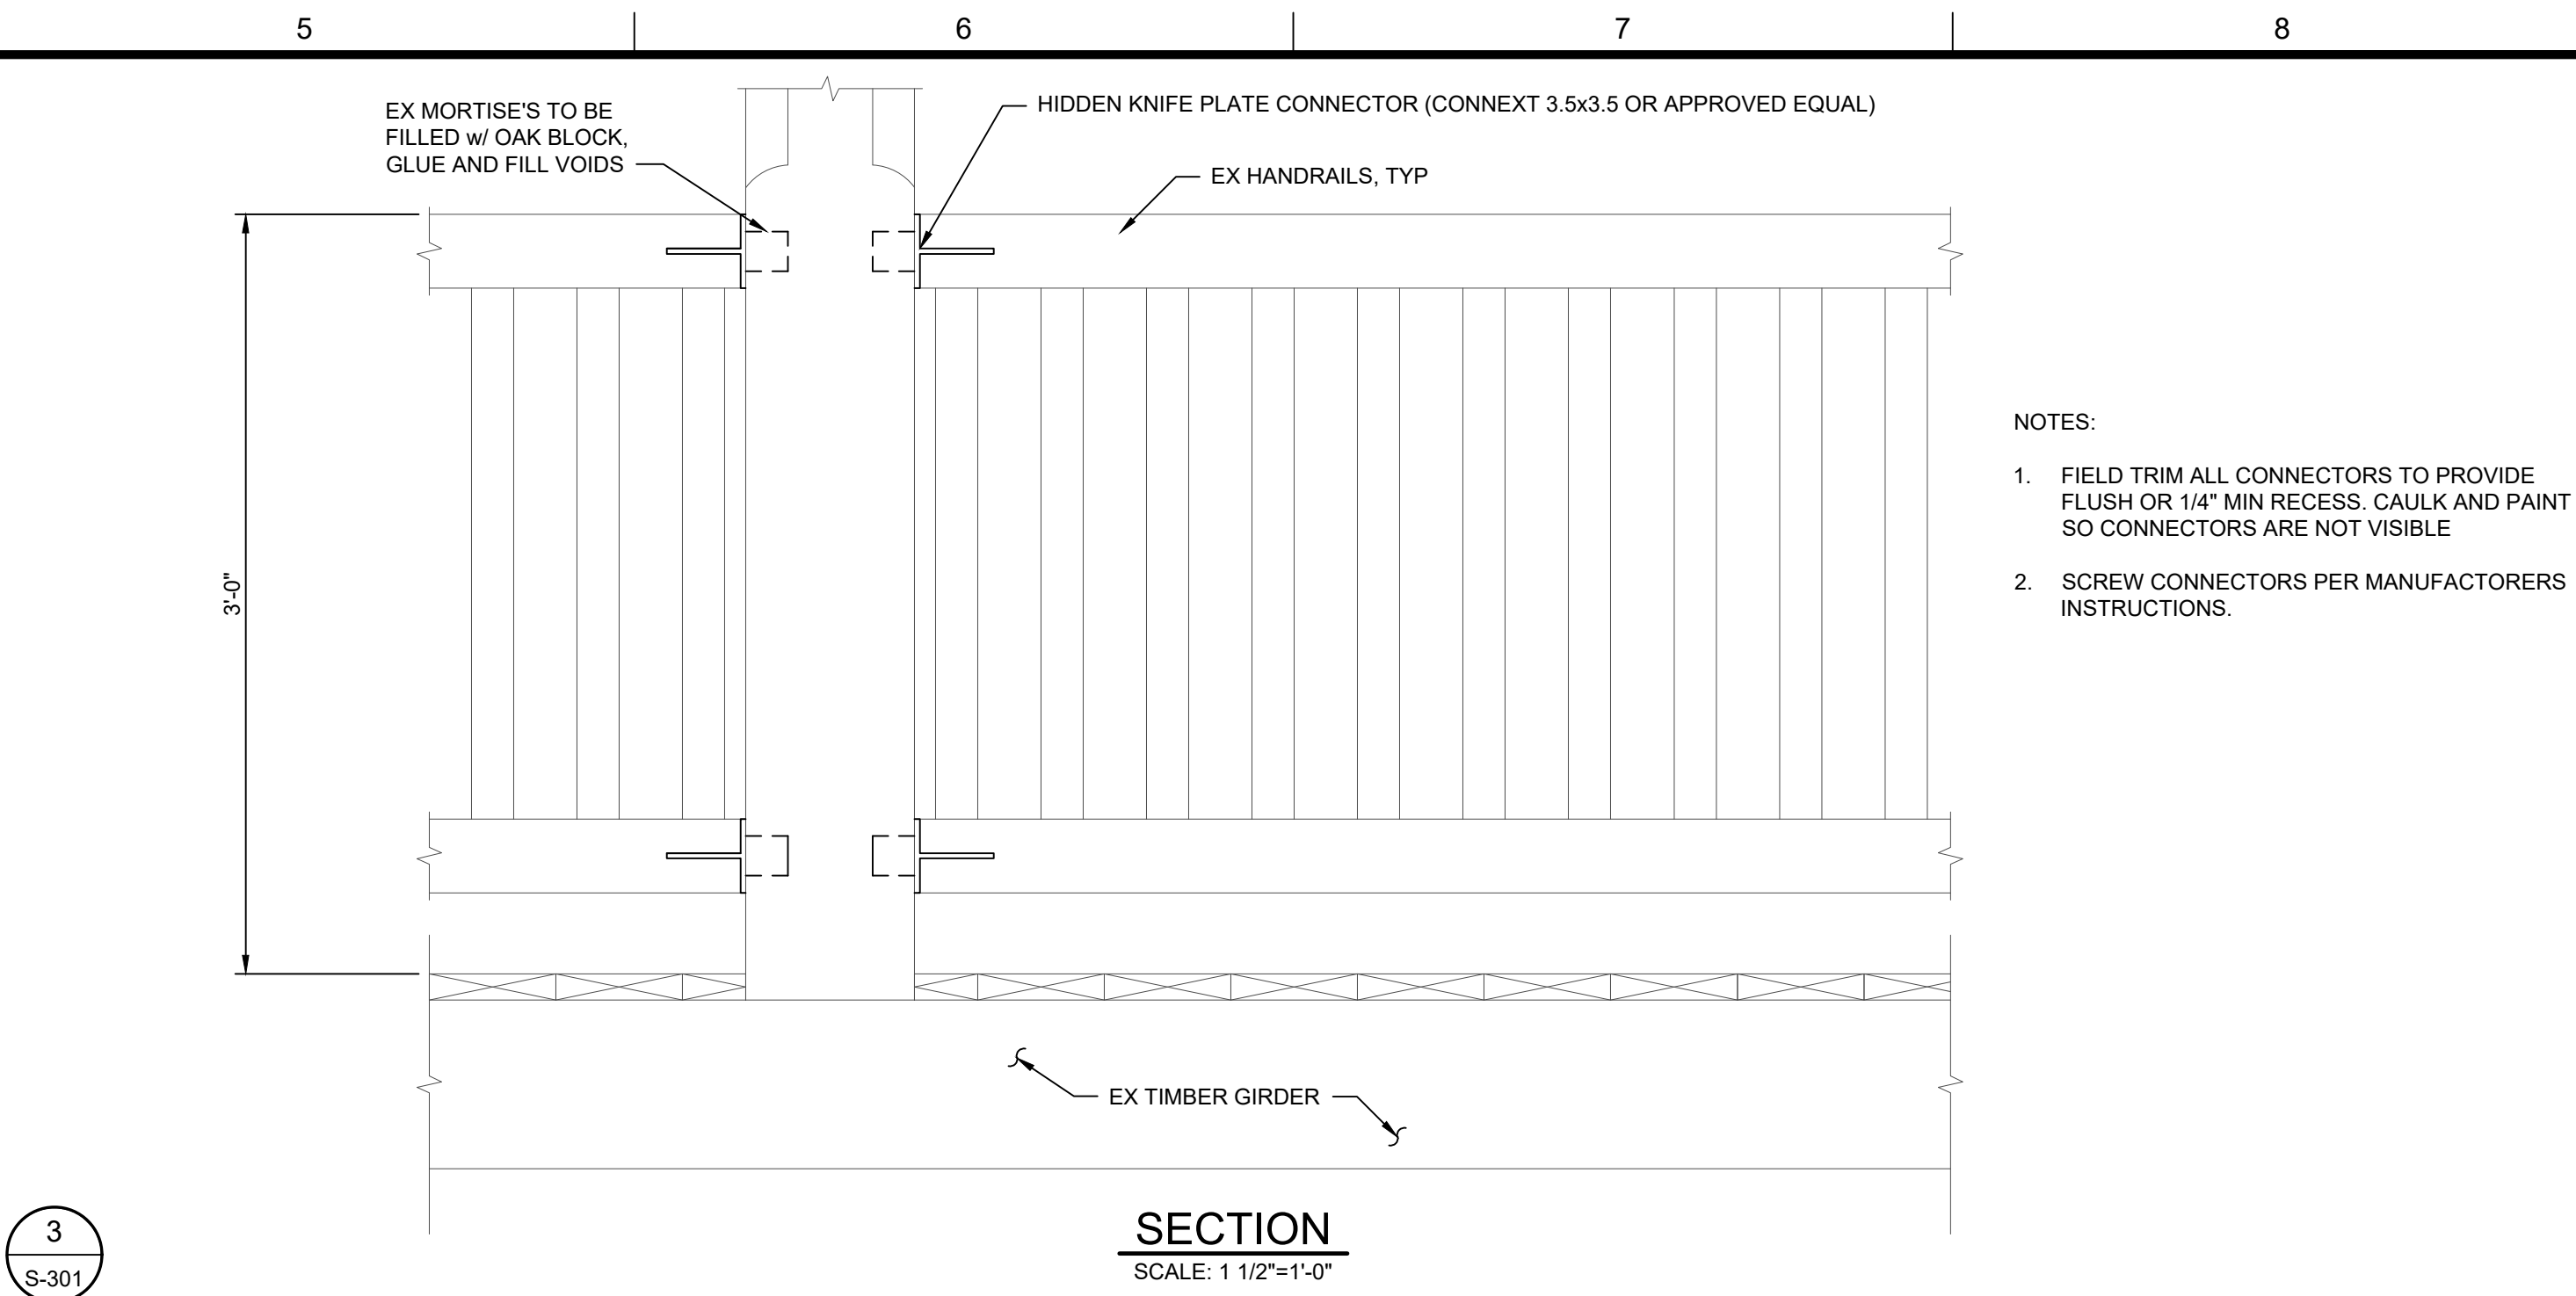 5 6 7 8
EX MORTISE'S TO BE
FILLED w/ OAK BLOCK,
GLUE AND FILL VOIDS
HIDDEN KNIFE PLATE CONNECTOR (CONNEXT 3.5x3.5 OR APPROVED EQUAL)
EX HANDRAILS, TYP
3'-0"
NOTES:
1. FIELD TRIM ALL CONNECTORS TO PROVIDE
FLUSH OR 1/4" MIN RECESS. CAULK AND PAINT
SO CONNECTORS ARE NOT VISIBLE
2. SCREW CONNECTORS PER MANUFACTORERS
INSTRUCTIONS.
EX TIMBER GIRDER
3
S-301
SECTION
SCALE: 1 1/2"=1'-0"